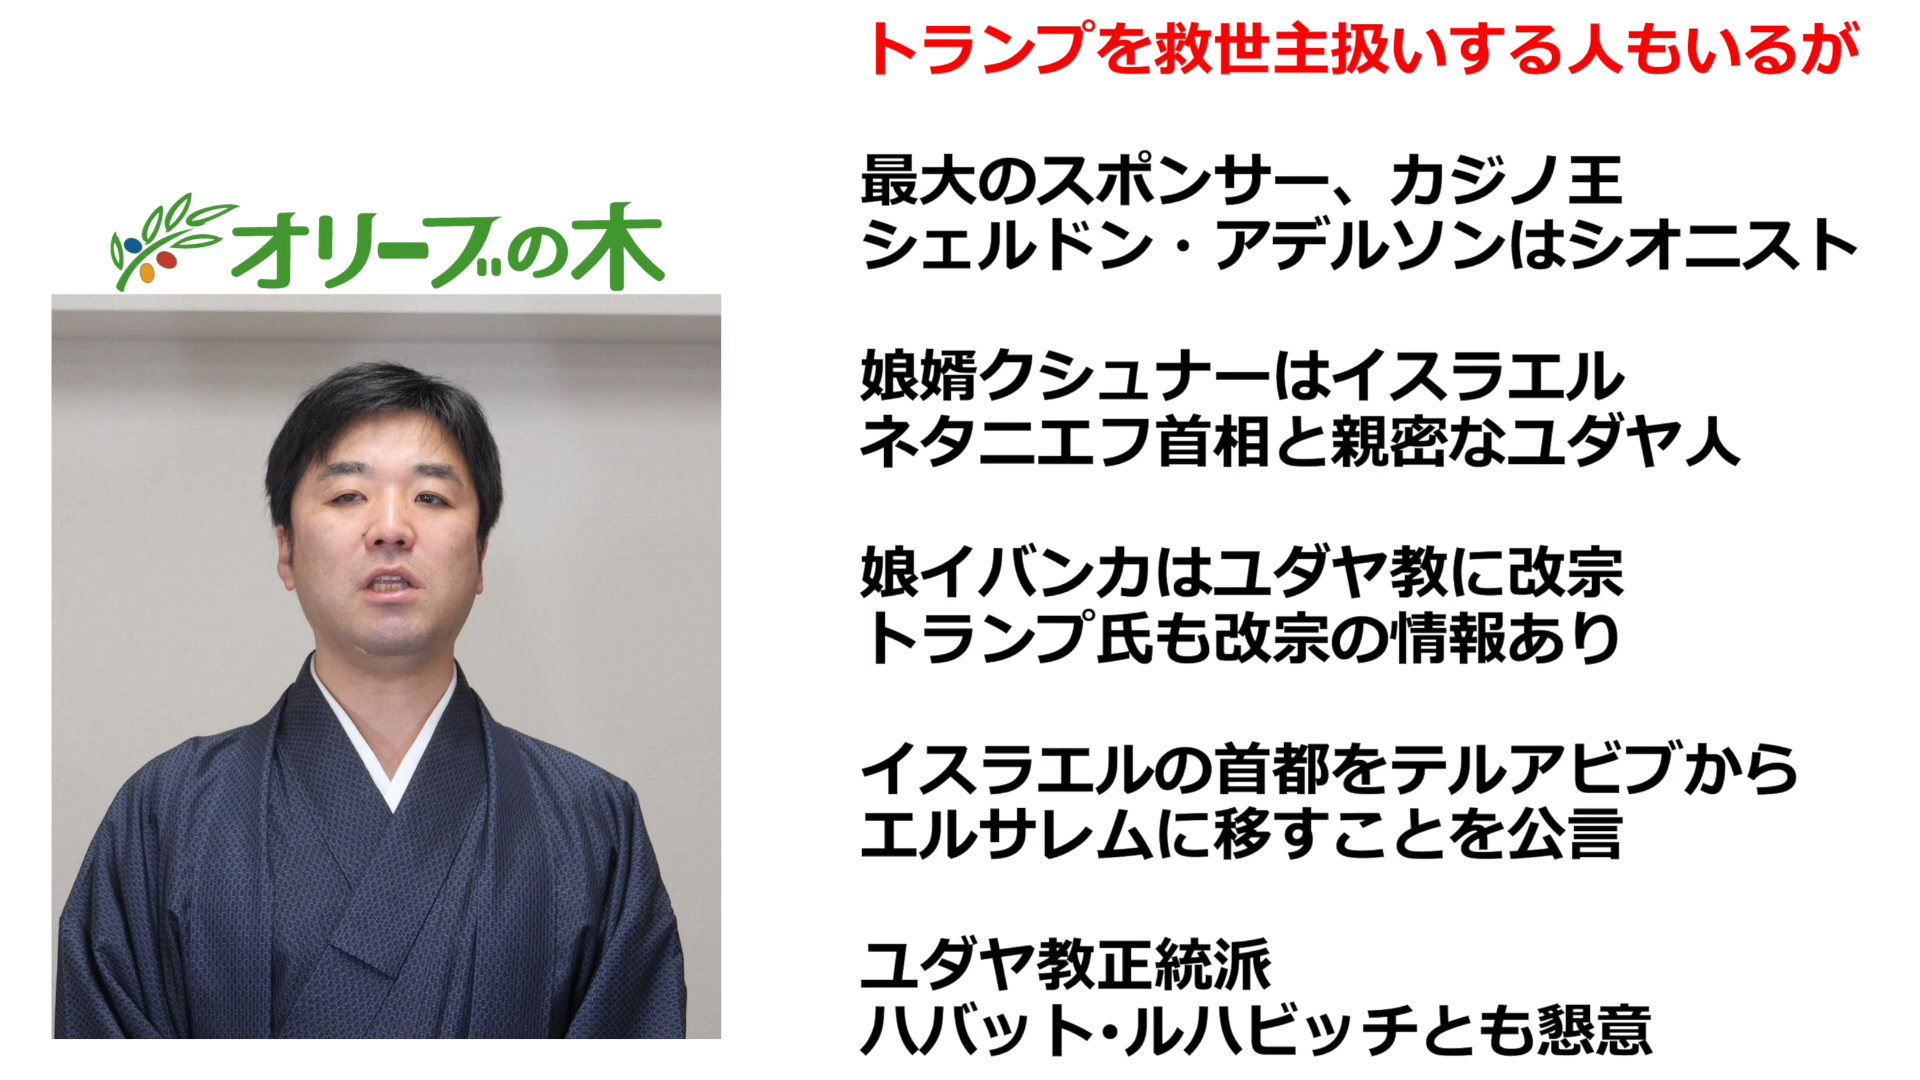 トランプを救世主扱いする人もいるが
最大のスポンサー、カジノ王
シェルドン・アデルソンはシオニスト
娘婿クシュナーはイスラエル
ネタニエフ首相と親密なユダヤ人
娘イバンカはユダヤ教に改宗
トランプ氏も改宗の情報あり
イスラエルの首都をテルアビブから
エルサレムに移すことを公言
ユダヤ教正統派
ハバット･ルハビッチとも懇意
オリーブの木